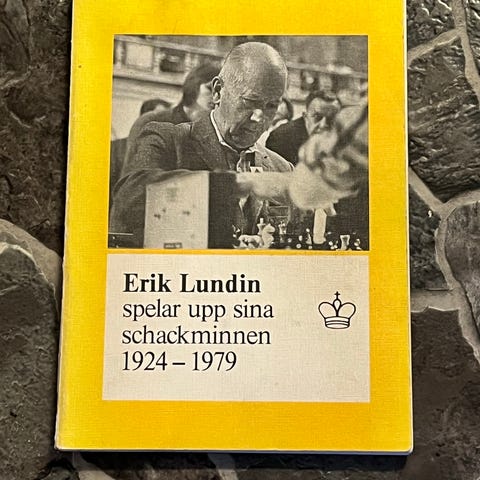 Erik Lundin
spelar upp sina
schackminnen
1924 – 1979